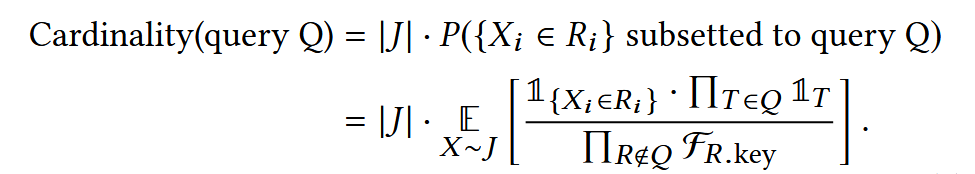 Cardinality(query Q) = |J| · P({X_i ∈ R_i} subsetted to query Q)
= |J| · 𝔼_{X∼J} [ (𝟙_{{X_i∈R_i}} · ∏_{T∈Q} 𝟙_T) / (∏_{R∉Q} ℱ_{R.key}) ] .